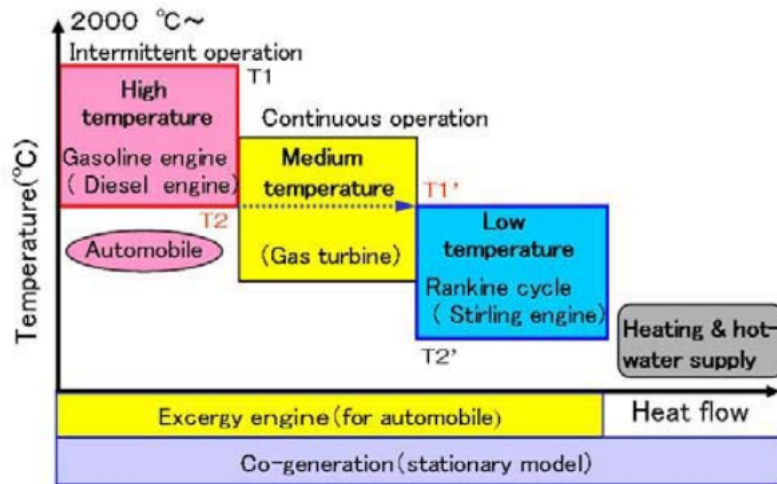 2000 ℃～
Intermittent operation
T1
High
temperature
Gasoline engine
( Diesel engine)
T2
Automobile
Continuous operation
Medium
temperature
(Gas turbine)
T1'
Low
temperature
Rankine cycle
( Stirling engine)
T2'
Heating & hot-
water supply
Temperature(℃)
Excergy engine(for automobile)
Heat flow
Co-generation(stationary model)